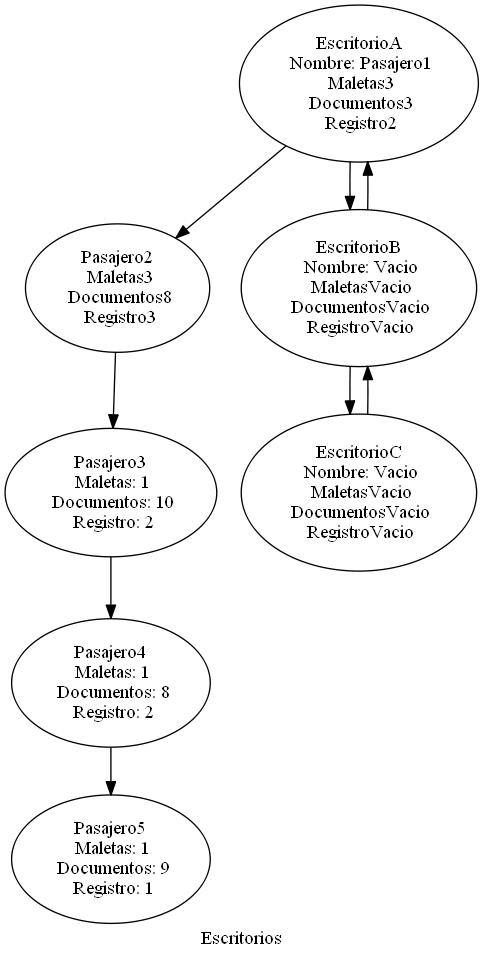 EscritorioA
Nombre: Pasajero1
Maletas3
Documentos3
Registro2
Pasajero2
Maletas3
Documentos8
Registro3
EscritorioB
Nombre: Vacio
MaletasVacio
DocumentosVacio
RegistroVacio
Pasajero3
Maletas: 1
Documentos: 10
Registro: 2
EscritorioC
Nombre: Vacio
MaletasVacio
DocumentosVacio
RegistroVacio
Pasajero4
Maletas: 1
Documentos: 8
Registro: 2
Pasajero5
Maletas: 1
Documentos: 9
Registro: 1
Escritorios